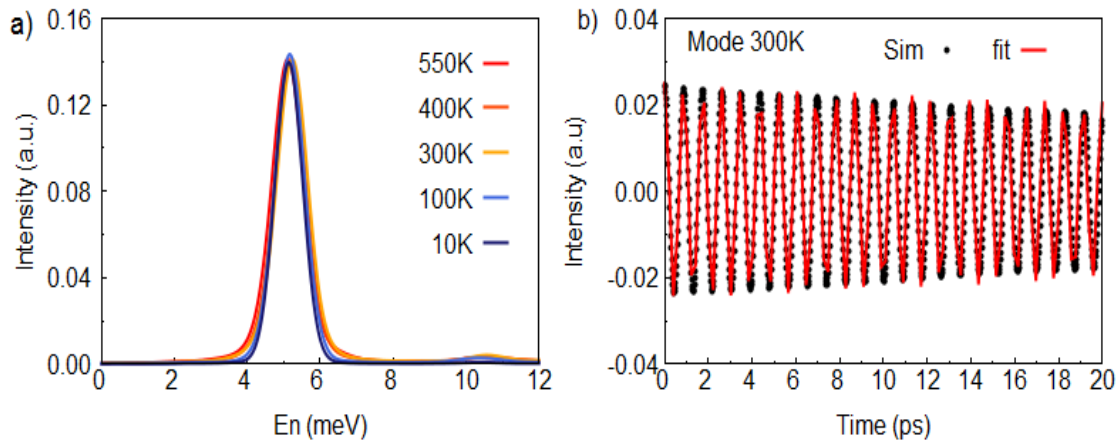 a)
0.16
0.12
0.08
0.04
0.00
Intensity (a.u.)
550K
400K
300K
100K
10K
0 2 4 6 8 10 12
En (meV)
b)
0.04
0.02
0.00
-0.02
-0.04
Intensity (a.u)
Mode 300K Sim fit
0 2 4 6 8 10 12 14 16 18 20
Time (ps)